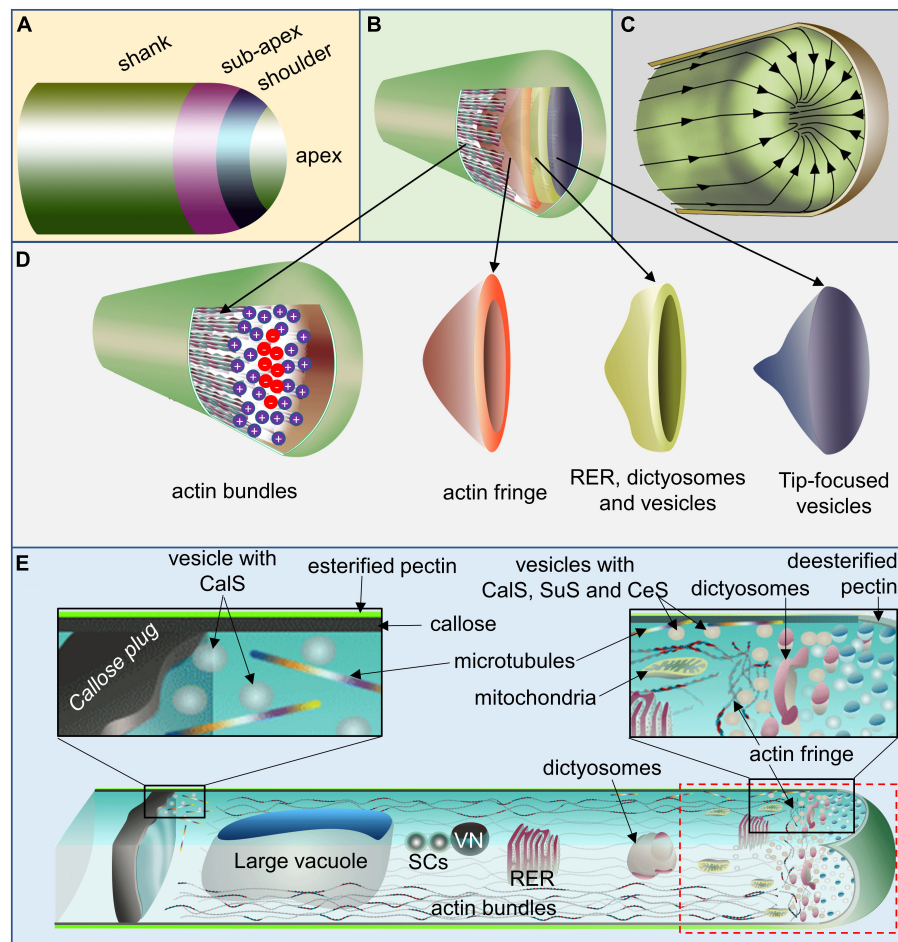 A
shank
sub-apex
shoulder
apex
B
C
D
+ + + + + + + + + + + + + + + + + + + + + + + + +
- - - - - - - - -
actin bundles
actin fringe
RER, dictyosomes
and vesicles
Tip-focused
vesicles
E
vesicle with
CalS
esterified pectin
callose
Callose plug
microtubules
mitochondria
vesicles with
CalS, SuS and CeS
dictyosomes
deesterified
pectin
actin fringe
dictyosomes
Large vacuole
SCs
VN
RER
actin bundles